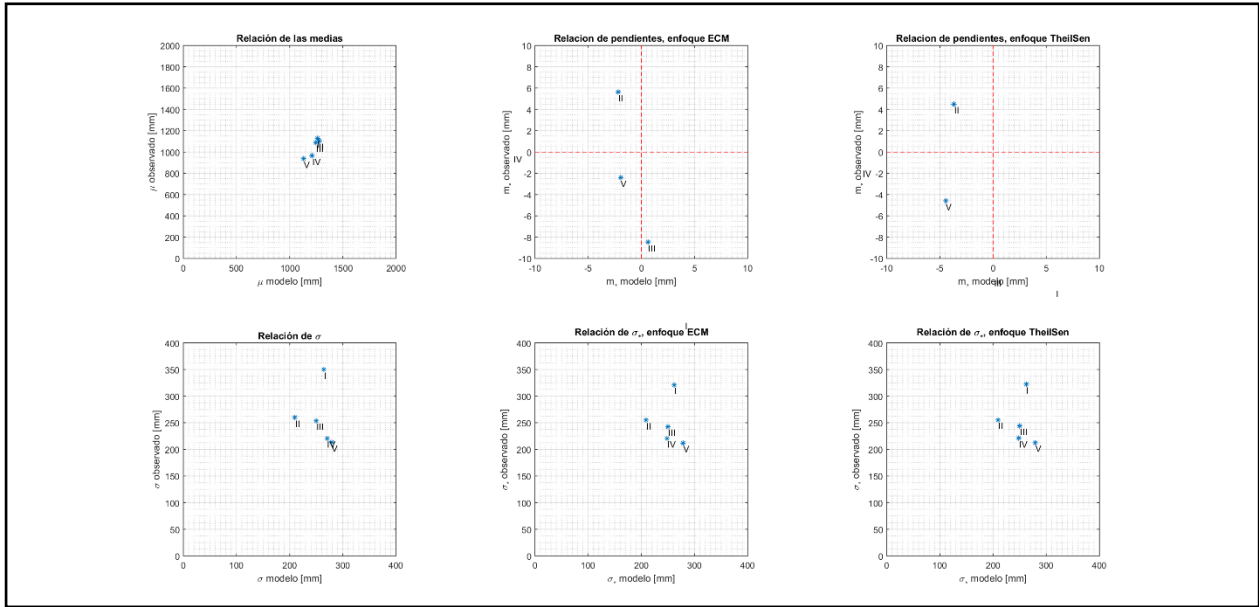 Relación de las medias
2000
1800
1600
1400
1200
1000
800
600
400
200
0
0 500 1000 1500 2000
μ observado [mm]
μ modelo [mm]
III
IV
V
Relacion de pendientes, enfoque ECM
10
8
6
4
2
0
-2
-4
-6
-8
-10
-10 -5 0 5 10
m, observado [mm]
m, modelo [mm]
II
IV
V
III
I
Relacion de pendientes, enfoque TheilSen
10
8
6
4
2
0
-2
-4
-6
-8
-10
-10 -5 0 5 10
m, observado [mm]
m, modelo [mm]
II
IV
V
III
I
Relación de σ
400
350
300
250
200
150
100
50
0
0 100 200 300 400
σ observado [mm]
σ modelo [mm]
I
II
III
IV
V
Relación de σ*, enfoque ECM
400
350
300
250
200
150
100
50
0
0 100 200 300 400
σ* observado [mm]
σ* modelo [mm]
I
II
III
IV
V
Relación de σ*, enfoque TheilSen
400
350
300
250
200
150
100
50
0
0 100 200 300 400
σ* observado [mm]
σ* modelo [mm]
I
II
III
IV
V